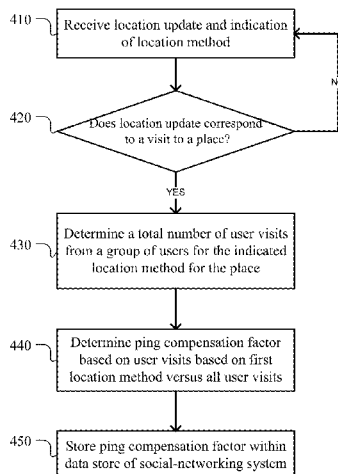 410
Receive location update and indication
of location method
420
Does location update correspond
to a visit to a place?
YES
430
Determine a total number of user visits
from a group of users for the indicated
location method for the place
440
Determine ping compensation factor
based on user visits based on first
location method versus all user visits
450
Store ping compensation factor within
data store of social-networking system